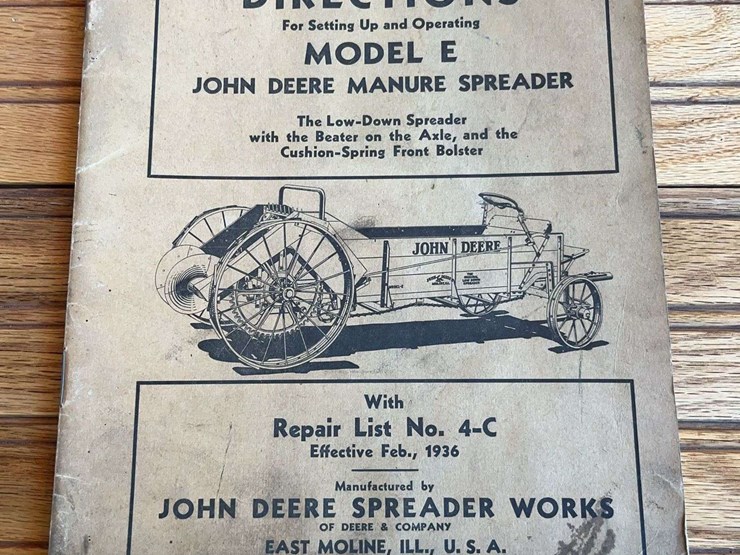 DIRECTIONS
For Setting Up and Operating
MODEL E
JOHN DEERE MANURE SPREADER
The Low-Down Spreader
with the Beater on the Axle, and the
Cushion-Spring Front Bolster
JOHN DEERE
With
Repair List No. 4-C
Effective Feb., 1936
Manufactured by
JOHN DEERE SPREADER WORKS
OF DEERE & COMPANY
EAST MOLINE, ILL., U. S. A.